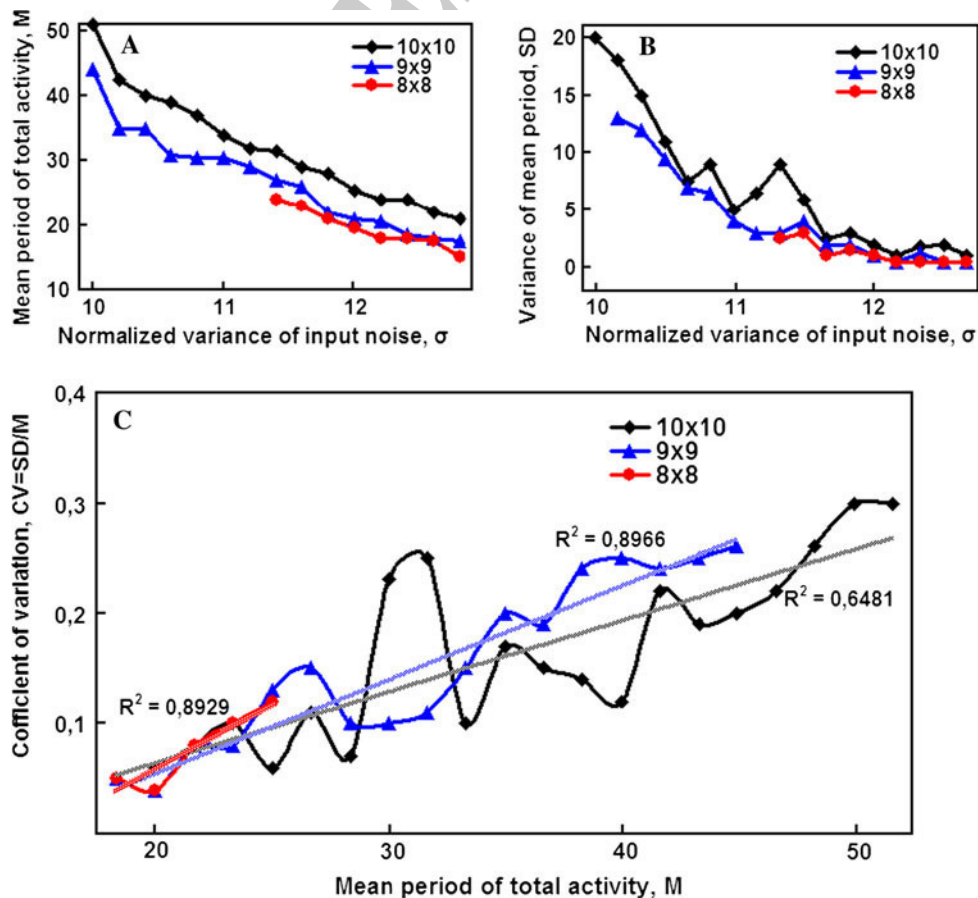 A
Mean period of total activity, M
50
40
30
20
10
10x10
9x9
8x8
10
11
12
Normalized variance of input noise, σ
B
Variance of mean period, SD
20
15
10
5
0
10x10
9x9
8x8
10
11
12
Normalized variance of input noise, σ
C
Cofficient of variation, CV=SD/M
0,4
0,3
0,2
0,1
10x10
9x9
8x8
R² = 0,8966
R² = 0,6481
R² = 0,8929
20
30
40
50
Mean period of total activity, M